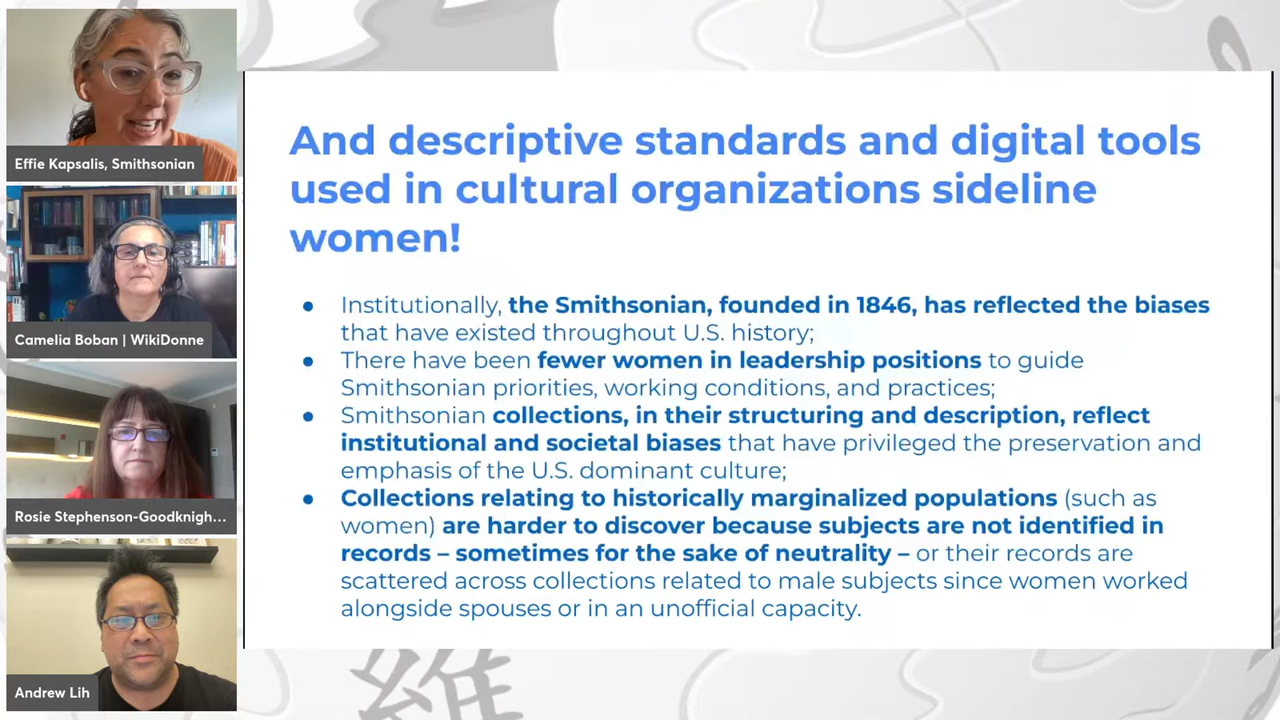 Effie Kapsalis, Smithsonian
Camelia Boban | WikiDonne
Rosie Stephenson-Goodknigh...
Andrew Lih
And descriptive standards and digital tools
used in cultural organizations sideline
women!
● Institutionally, the Smithsonian, founded in 1846, has reflected the biases
that have existed throughout U.S. history;
● There have been fewer women in leadership positions to guide
Smithsonian priorities, working conditions, and practices;
● Smithsonian collections, in their structuring and description, reflect
institutional and societal biases that have privileged the preservation and
emphasis of the U.S. dominant culture;
● Collections relating to historically marginalized populations (such as
women) are harder to discover because subjects are not identified in
records – sometimes for the sake of neutrality – or their records are
scattered across collections related to male subjects since women worked
alongside spouses or in an unofficial capacity.
維